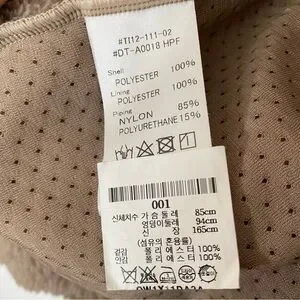 #TI12-111-02
#DT-A0018 HPF
Shell
POLYESTER 100%
Lining
POLYESTER 100%
Piping
NYLON 85%
POLYURETHANE 15%
001
신체치수 가슴둘레 85cm
엉덩이둘레 94cm
신장 165cm
(섬유의 혼용률)
겉감 폴리에스터 100%
안감 폴리에스터 100%